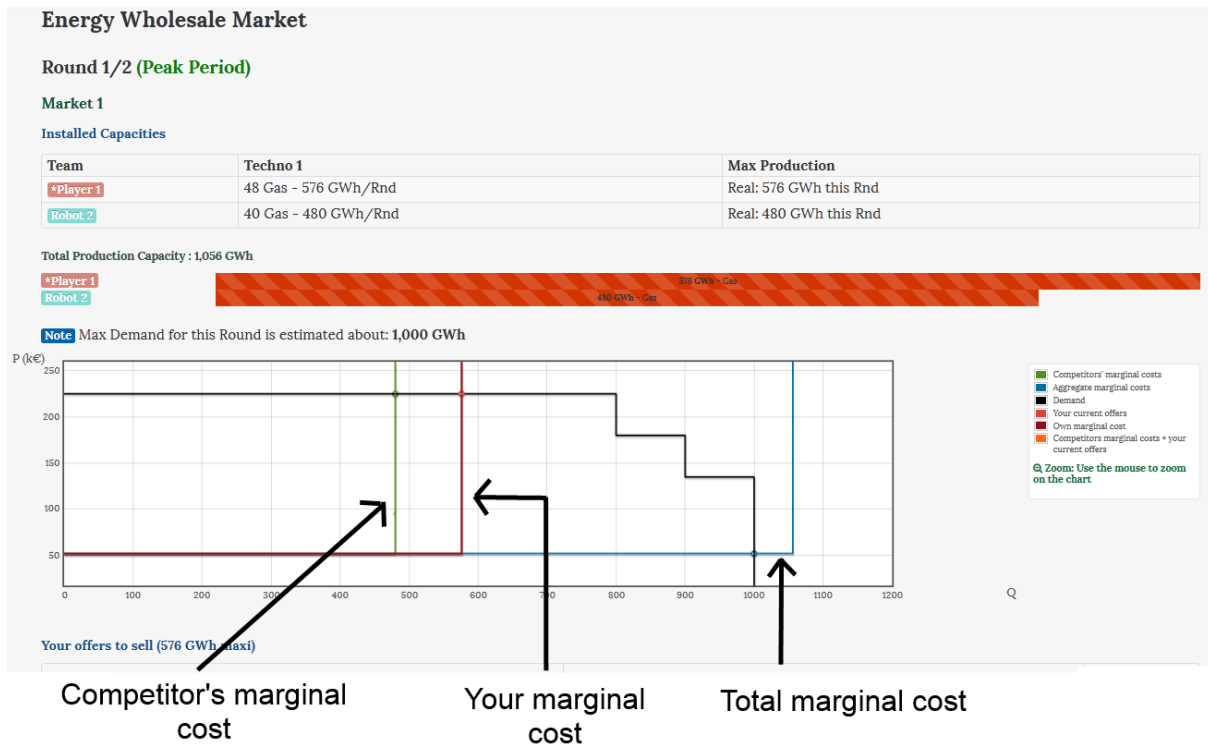 Energy Wholesale Market
Round 1/2 (Peak Period)
Market 1
Installed Capacities
Team Techno 1 Max Production
*Player 1 48 Gas - 576 GWh/Rnd Real: 576 GWh this Rnd
Robot 2 40 Gas - 480 GWh/Rnd Real: 480 GWh this Rnd
Total Production Capacity : 1,056 GWh
*Player 1 576 GWh - Gas
Robot 2 480 GWh - Gas
Note Max Demand for this Round is estimated about: 1,000 GWh
P (k€)
250
200
150
100
50
0 100 200 300 400 500 600 700 800 900 1000 1100 1200
Q
Competitors' marginal costs
Aggregate marginal costs
Demand
Your current offers
Own marginal cost
Competitors marginal costs + your
current offers
Zoom: Use the mouse to zoom
on the chart
Your offers to sell (576 GWh maxi)
Competitor's marginal
cost
Your marginal
cost
Total marginal cost